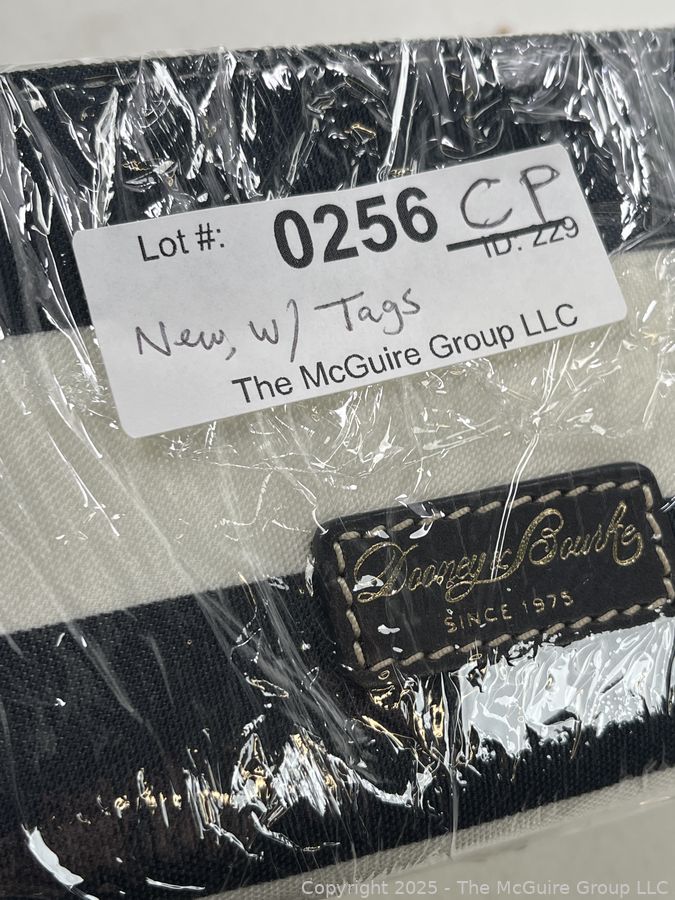 Lot #: 0256 CP
ID: 229
New, w/ Tags
The McGuire Group LLC
Dooney & Bourke
SINCE 1975
Copyright 2025 - The McGuire Group LLC